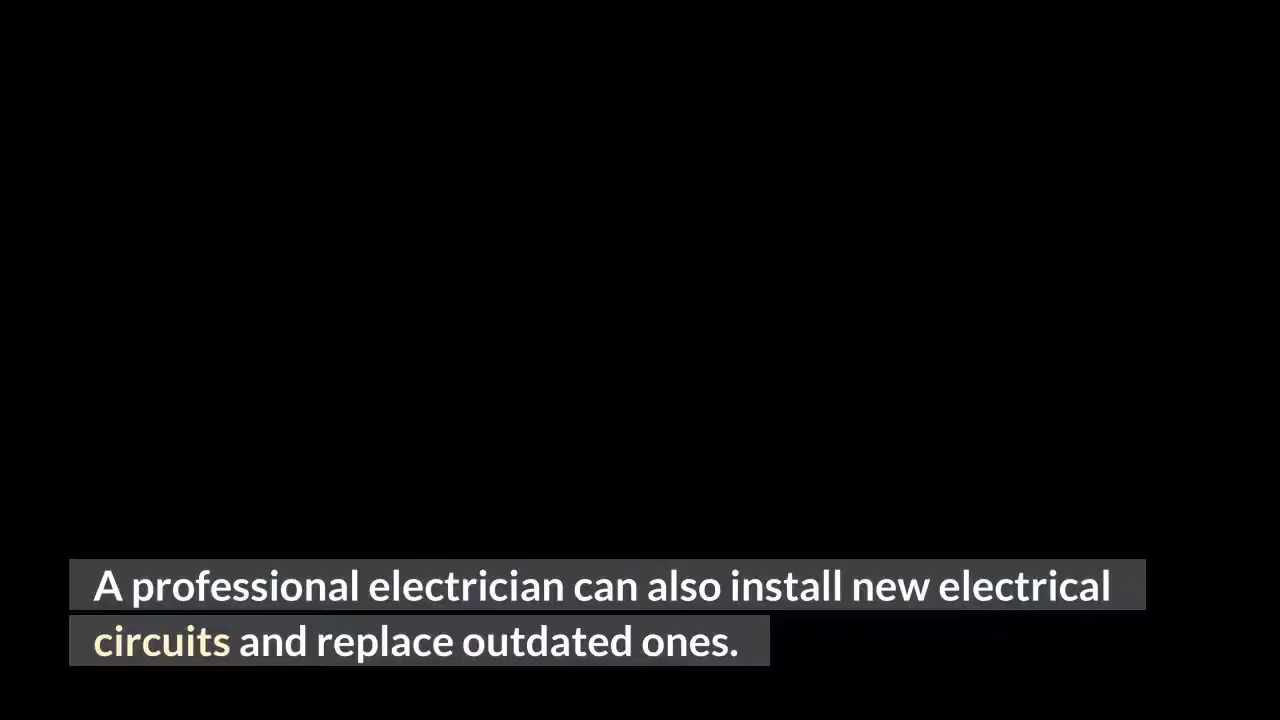 A professional electrician can also install new electrical
circuits and replace outdated ones.